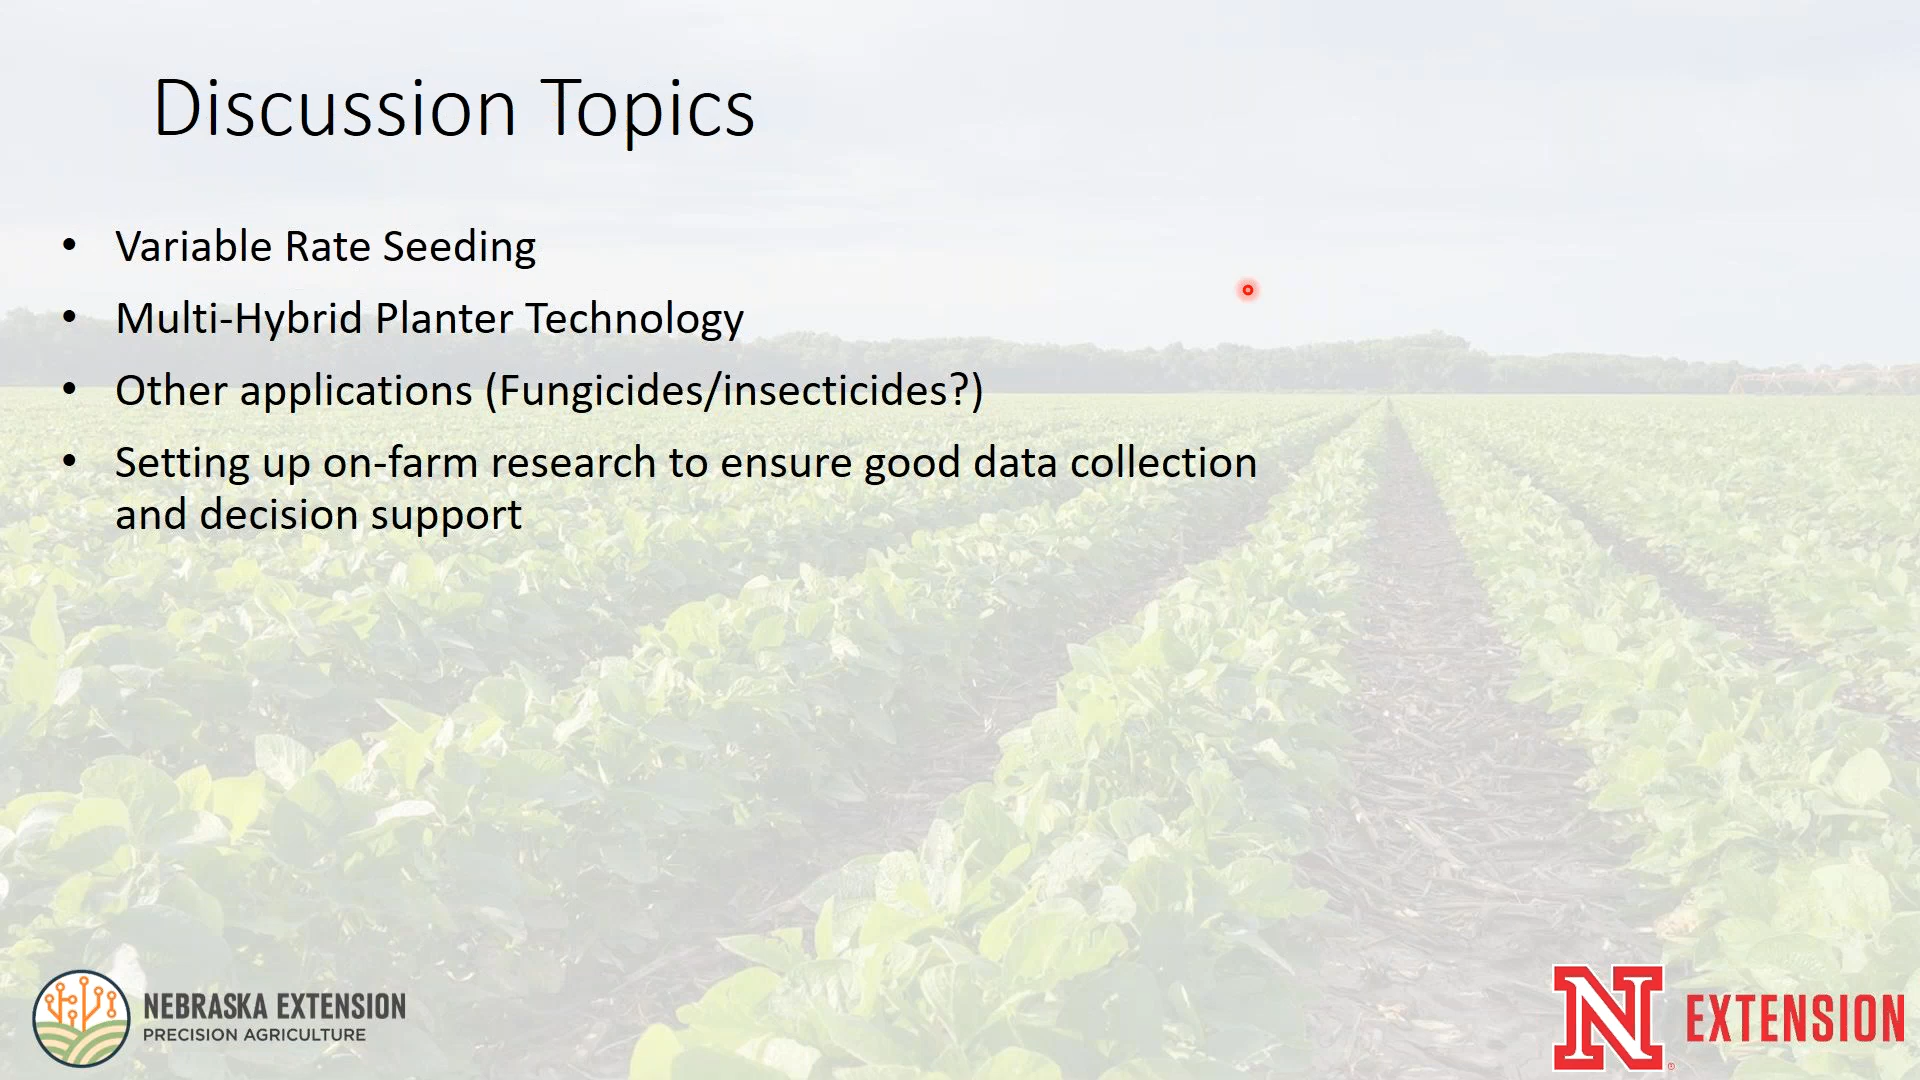 Discussion Topics
• Variable Rate Seeding
• Multi-Hybrid Planter Technology
• Other applications (Fungicides/insecticides?)
• Setting up on-farm research to ensure good data collection
and decision support
NEBRASKA EXTENSION
PRECISION AGRICULTURE
N®
EXTENSION